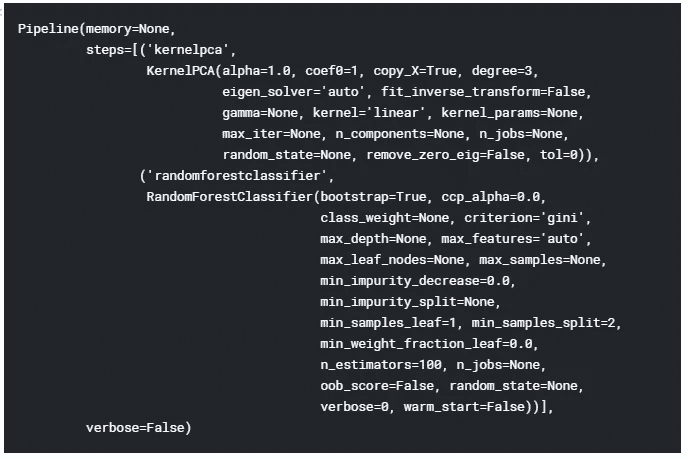 Pipeline(memory=None,
         steps=[('kernelpca',
                 KernelPCA(alpha=1.0, coef0=1, copy_X=True, degree=3,
                           eigen_solver='auto', fit_inverse_transform=False,
                           gamma=None, kernel='linear', kernel_params=None,
                           max_iter=None, n_components=None, n_jobs=None,
                           random_state=None, remove_zero_eig=False, tol=0)),
                ('randomforestclassifier',
                 RandomForestClassifier(bootstrap=True, ccp_alpha=0.0,
                                        class_weight=None, criterion='gini',
                                        max_depth=None, max_features='auto',
                                        max_leaf_nodes=None, max_samples=None,
                                        min_impurity_decrease=0.0,
                                        min_impurity_split=None,
                                        min_samples_leaf=1, min_samples_split=2,
                                        min_weight_fraction_leaf=0.0,
                                        n_estimators=100, n_jobs=None,
                                        oob_score=False, random_state=None,
                                        verbose=0, warm_start=False))],
         verbose=False)